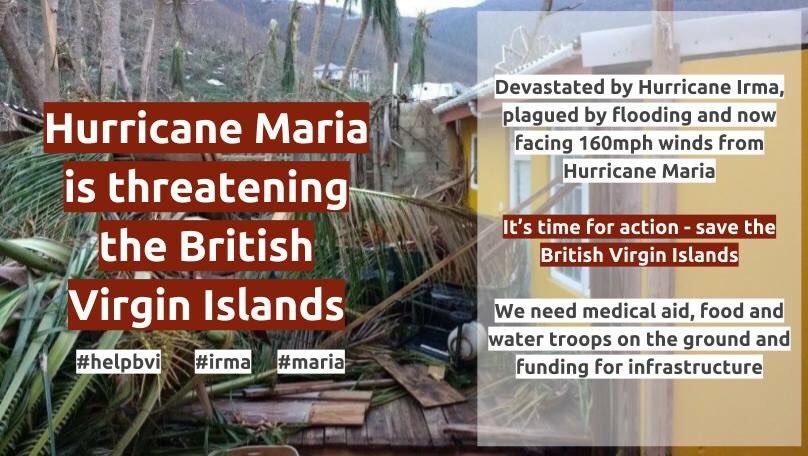 Hurricane Maria
is threatening
the British
Virgin Islands
#helpbvi #irma #maria
Devastated by Hurricane Irma,
plagued by flooding and now
facing 160mph winds from
Hurricane Maria
It's time for action - save the
British Virgin Islands
We need medical aid, food and
water troops on the ground and
funding for infrastructure